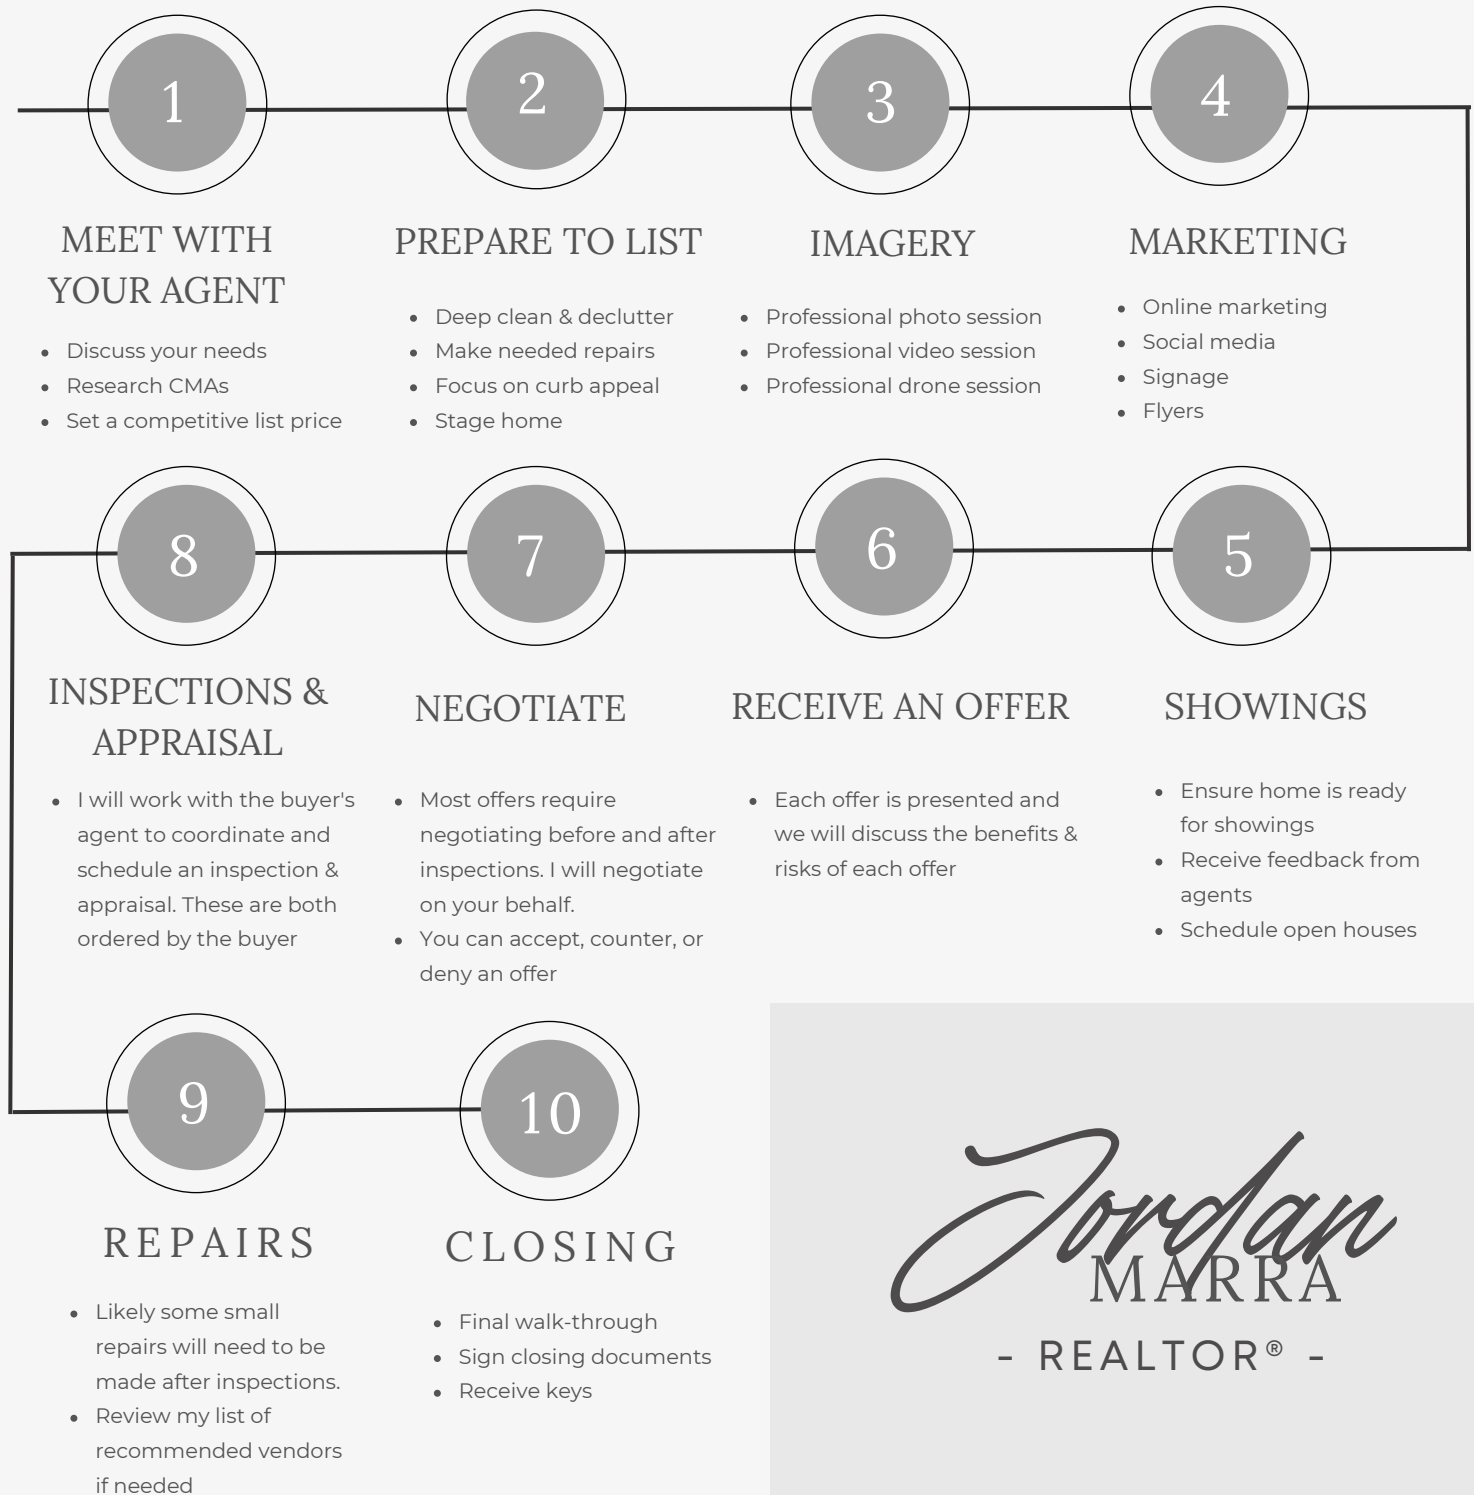 1
2
3
4
MEET WITH
YOUR AGENT
• Discuss your needs
• Research CMAs
• Set a competitive list price
PREPARE TO LIST
• Deep clean & declutter
• Make needed repairs
• Focus on curb appeal
• Stage home
IMAGERY
• Professional photo session
• Professional video session
• Professional drone session
MARKETING
• Online marketing
• Social media
• Signage
• Flyers
5
SHOWINGS
• Ensure home is ready
for showings
• Receive feedback from
agents
• Schedule open houses
6
RECEIVE AN OFFER
• Each offer is presented and
we will discuss the benefits &
risks of each offer
7
NEGOTIATE
• Most offers require
negotiating before and after
inspections. I will negotiate
on your behalf.
• You can accept, counter, or
deny an offer
8
INSPECTIONS &
APPRAISAL
• I will work with the buyer's
agent to coordinate and
schedule an inspection &
appraisal. These are both
ordered by the buyer
9
REPAIRS
• Likely some small
repairs will need to be
made after inspections.
• Review my list of
recommended vendors
if needed
10
CLOSING
• Final walk-through
• Sign closing documents
• Receive keys
Jordan
MARRA
- REALTOR® -